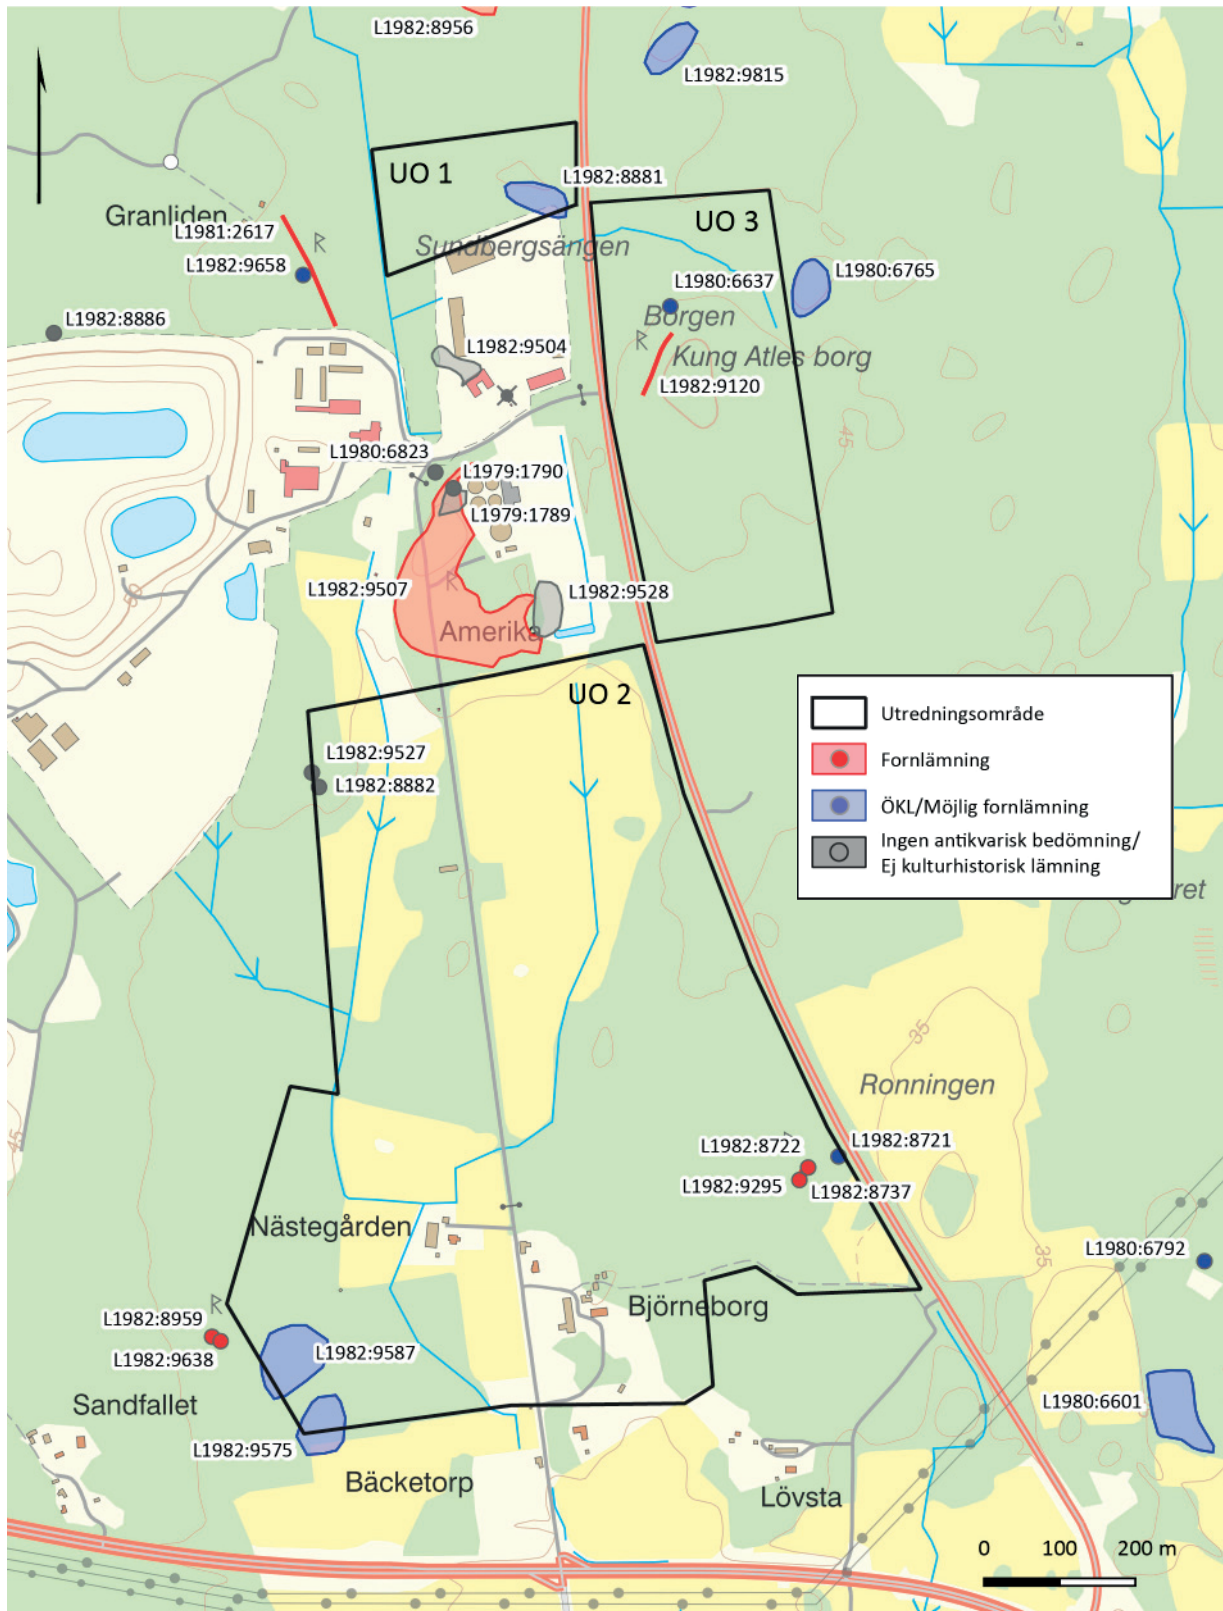 L1982:8956
L1982:9815
UO 1
L1982:8881
Granliden
L1981:2617
Sundbergsängen
UO 3
L1982:9658
L1980:6765
L1980:6637
L1982:8886
Borgen
L1982:9504
Kung Atles borg
L1982:9120
45
L1980:6823
L1979:1790
L1979:1789
50
L1982:9507
L1982:9528
Amerika
UO 2
Utredningsområde
Fornlämning
ÖKL/Möjlig fornlämning
Ingen antikvarisk bedömning/
Ej kulturhistorisk lämning
L1982:9527
L1982:8882
ret
35
Ronningen
45
L1982:8722
L1982:8721
L1982:9295
L1982:8737
Nästegården
35
L1980:6792
Björneborg
L1982:8959
L1982:9638
L1982:9587
Sandfallet
L1980:6601
L1982:9575
Bäcketorp
Lövsta
0 100 200 m